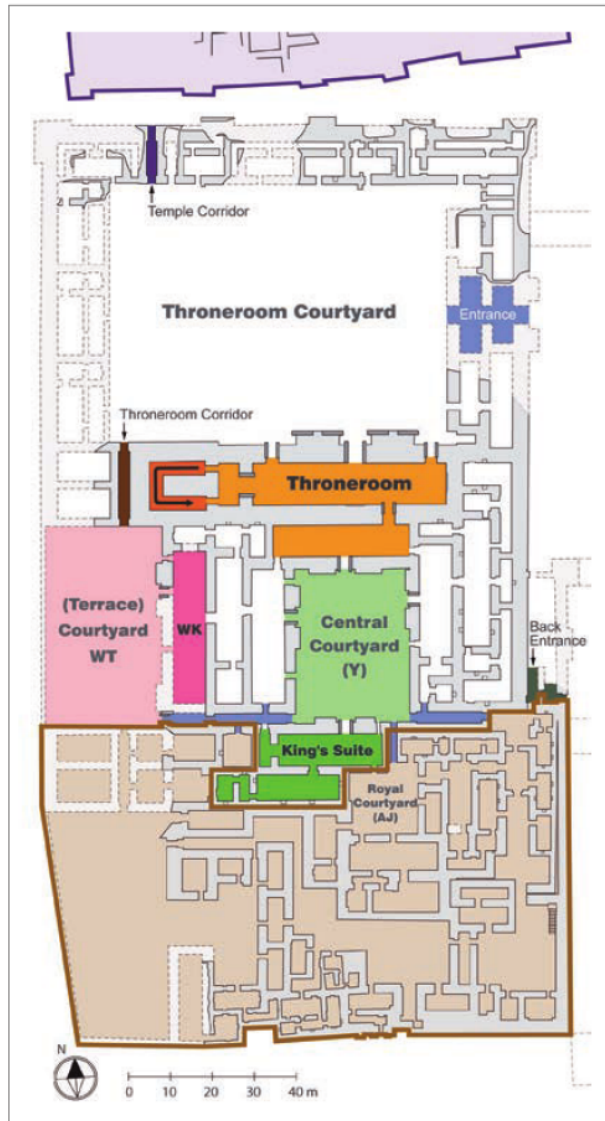 Temple Corridor
Throneroom Courtyard
Entrance
Throneroom Corridor
Throneroom
(Terrace)
Courtyard
WT
WK
Central
Courtyard
(Y)
Back
Entrance
King's Suite
Royal
Courtyard
(AJ)
N
0 10 20 30 40 m